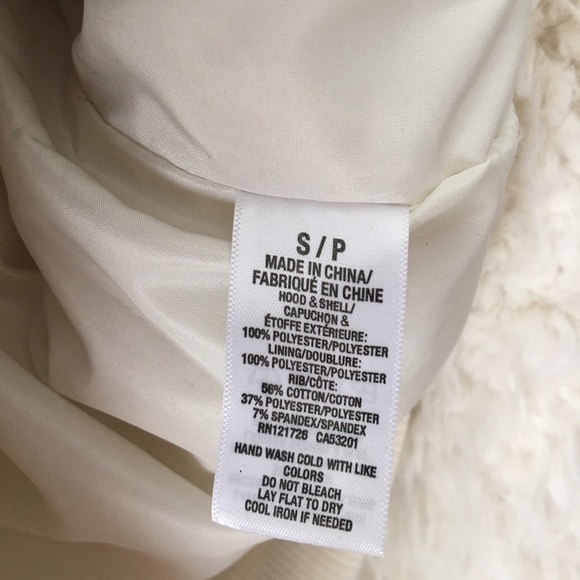 S / P
MADE IN CHINA/
FABRIQUÉ EN CHINE
HOOD & SHELL/
CAPUCHON &
ÉTOFFE EXTÉRIEURE:
100% POLYESTER/POLYESTER
LINING/DOUBLURE:
100% POLYESTER/POLYESTER
RIB/CÔTE:
56% COTTON/COTON
37% POLYESTER/POLYESTER
7% SPANDEX/SPANDEX
RN121726 CA53201
HAND WASH COLD WITH LIKE
COLORS
DO NOT BLEACH
LAY FLAT TO DRY
COOL IRON IF NEEDED